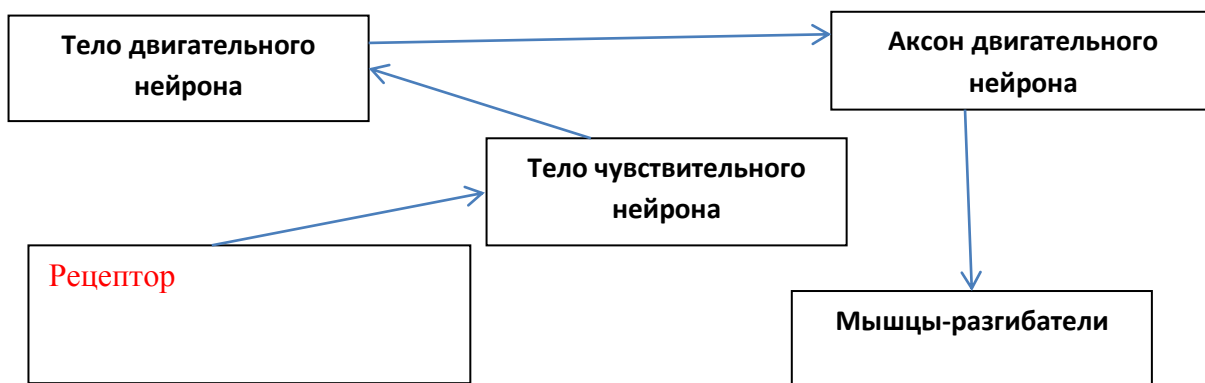 Тело двигательного
нейрона
Аксон двигательного
нейрона
Тело чувствительного
нейрона
Рецептор
Мышцы-разгибатели